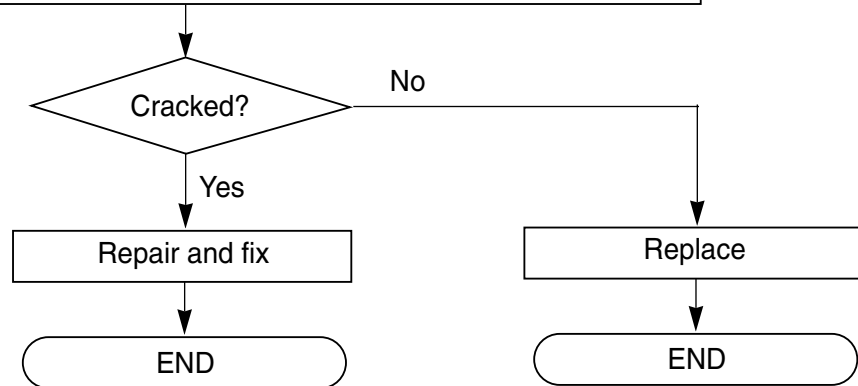 Cracked?
No
Yes
Repair and fix
Replace
END
END